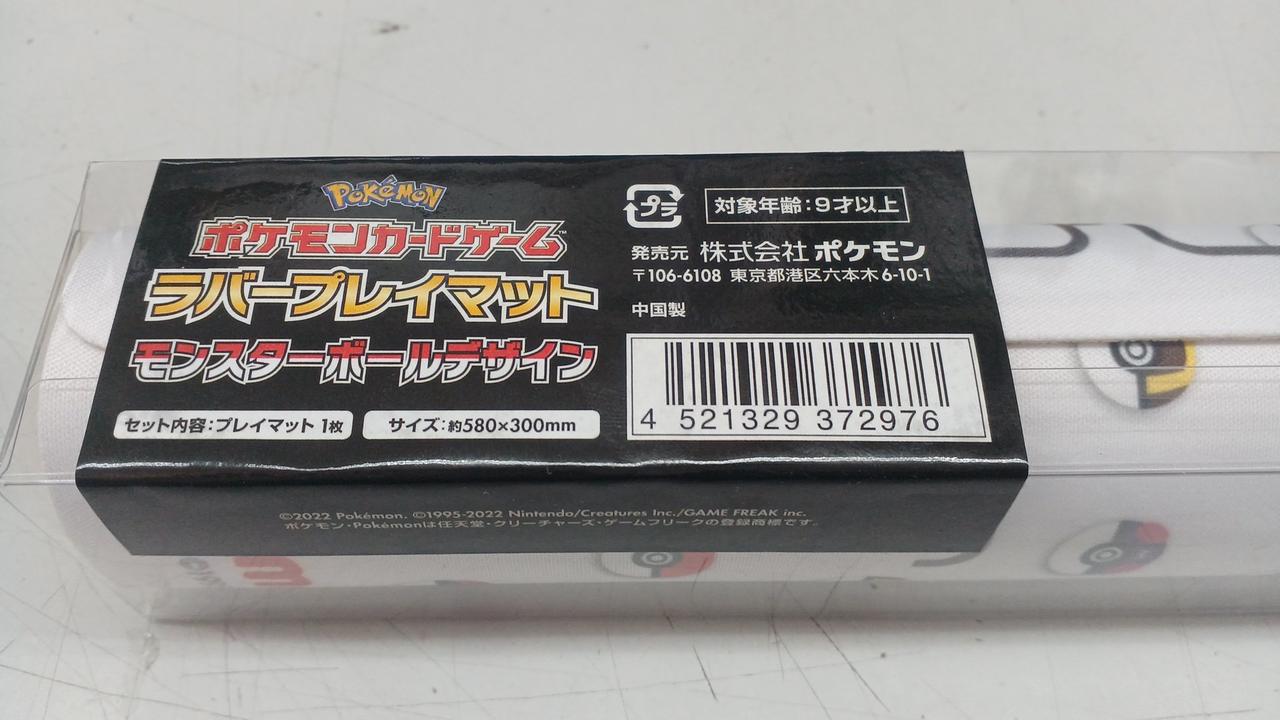 Pokémon
ポケモンカードゲーム™
ラバープレイマット
モンスターボールデザイン
セット内容:プレイマット 1枚
サイズ:約580×300mm
プラ
対象年齢:9才以上
発売元 株式会社 ポケモン
〒106-6108 東京都港区六本木6-10-1
中国製
4 521329 372976
©2022 Pokémon. ©1995-2022 Nintendo/Creatures Inc./GAME FREAK inc.
ポケモン・Pokémonは任天堂・クリーチャーズ・ゲームフリークの登録商標です。